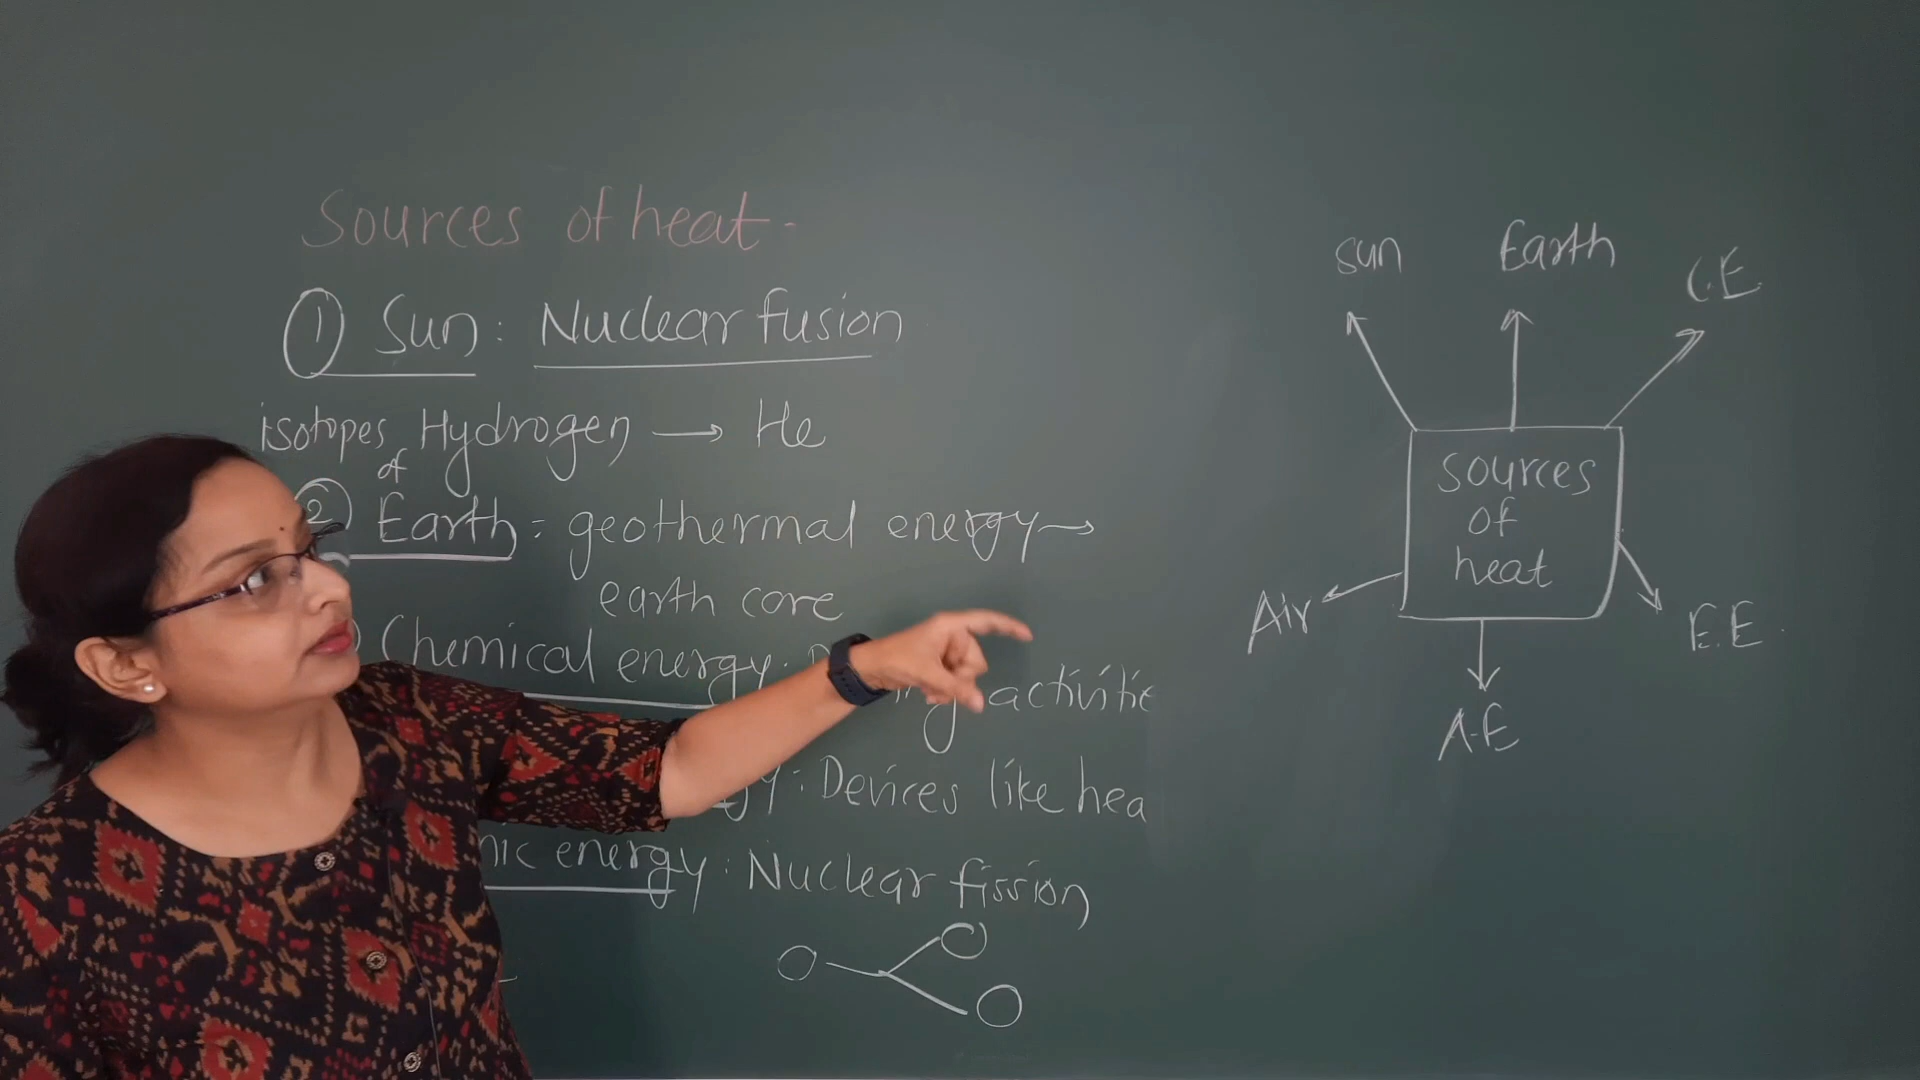 Sources of heat -
① Sun : Nuclear fusion
isotopes of Hydrogen → He
② Earth = geothermal energy →
earth core
Chemical energy : activitie
: Devices like hea
nic energy : Nuclear fission
Sun
Earth
C.E.
Sources
of
heat
Air
E.E.
A.E